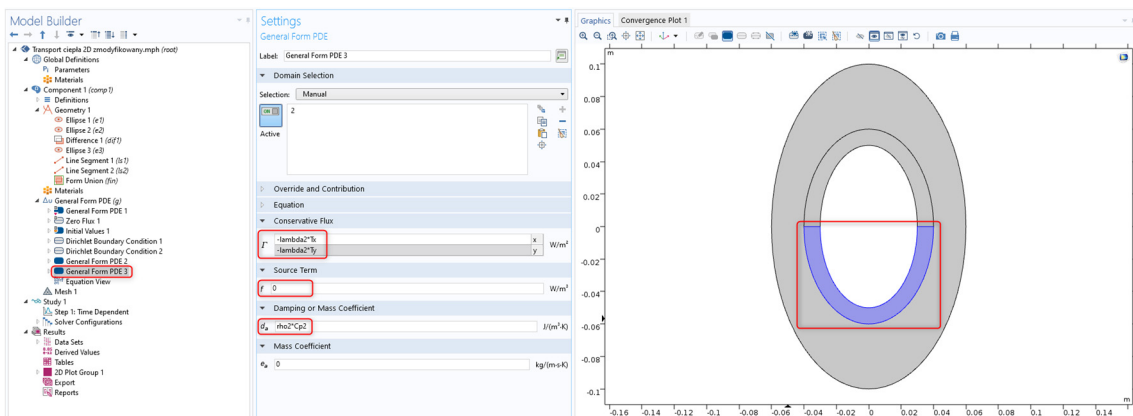 Model Builder
Transport ciepła 2D zmodyfikowany.mph (root)
Global Definitions
Pi Parameters
Materials
Component 1 (comp1)
Definitions
Geometry 1
Ellipse 1 (e1)
Ellipse 2 (e2)
Difference 1 (dif1)
Ellipse 3 (e3)
Line Segment 1 (ls1)
Line Segment 2 (ls2)
Form Union (fin)
Materials
Δu General Form PDE (g)
General Form PDE 1
Zero Flux 1
Initial Values 1
Dirichlet Boundary Condition 1
Dirichlet Boundary Condition 2
General Form PDE 2
General Form PDE 3
Equation View
Mesh 1
Study 1
Step 1: Time Dependent
Solver Configurations
Results
Data Sets
Derived Values
Tables
2D Plot Group 1
Export
Reports
Settings
General Form PDE
Label: General Form PDE 3
Domain Selection
Selection: Manual
2
Active
Override and Contribution
Equation
Conservative Flux
Γ -lambda2*Tx x W/m²
-lambda2*Ty y
Source Term
f 0 W/m³
Damping or Mass Coefficient
da rho2*Cp2 J/(m³·K)
Mass Coefficient
ea 0 kg/(m·s·K)
Graphics Convergence Plot 1
m
0.1
0.08
0.06
0.04
0.02
0
-0.02
-0.04
-0.06
-0.08
-0.1
m
-0.16 -0.14 -0.12 -0.1 -0.08 -0.06 -0.04 -0.02 0 0.02 0.04 0.06 0.08 0.1 0.12 0.14